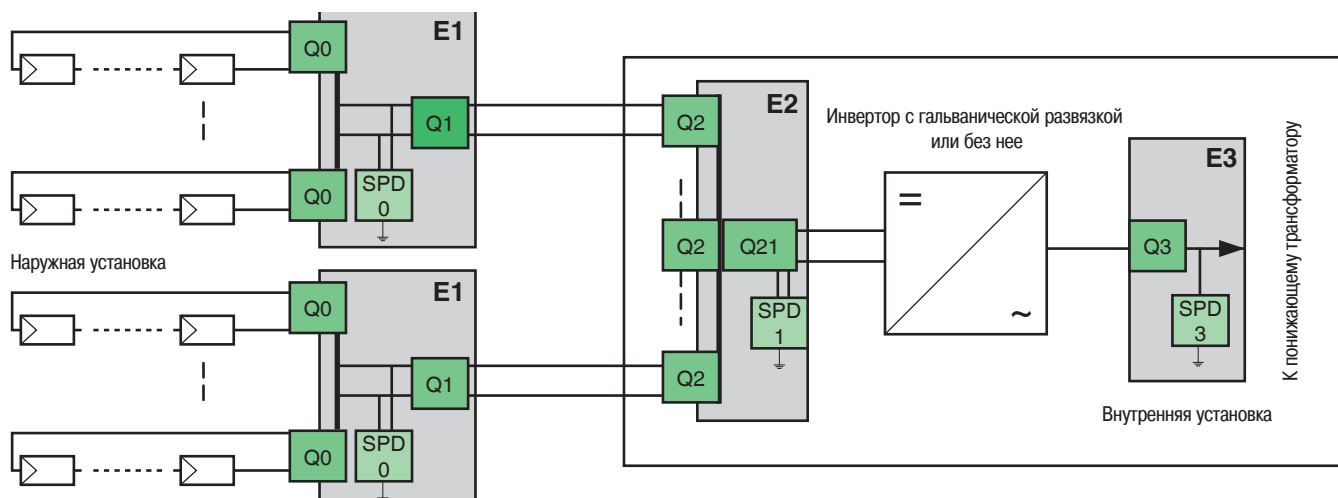 E1
Q0
Q1
SPD
0
Q0
Наружная установка
E1
Q0
Q1
SPD
0
Q0
E2
Q2
Q2
Q21
SPD
1
Q2
Инвертор с гальванической развязкой
или без нее
=
~
E3
Q3
SPD
3
К понижающему трансформатору
Внутренняя установка